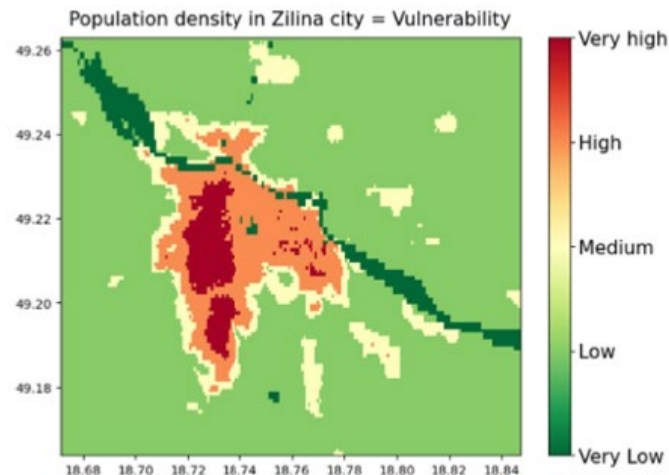 Population density in Zilina city = Vulnerability
49.26
49.24
49.22
49.20
49.18
18.68 18.70 18.72 18.74 18.76 18.78 18.80 18.82 18.84
Very high
High
Medium
Low
Very Low